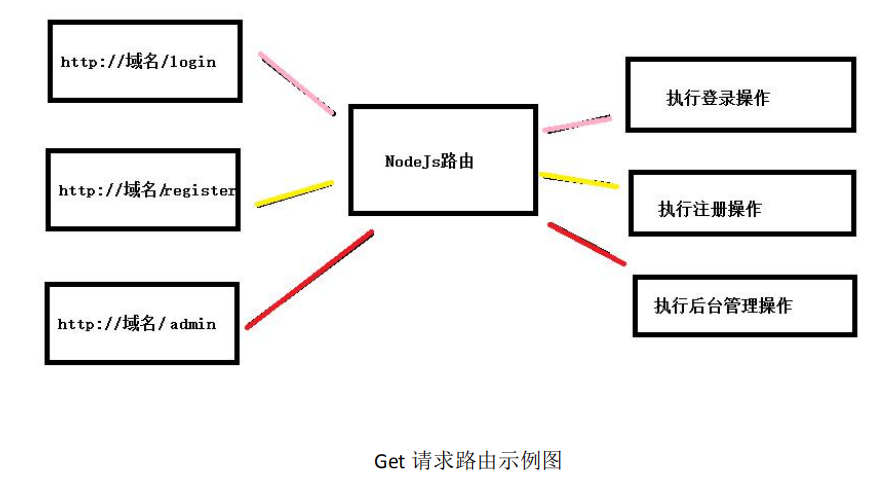 http://域名/login
http://域名/register
http://域名/ admin
NodeJs路由
执行登录操作
执行注册操作
执行后台管理操作
Get 请求路由示例图